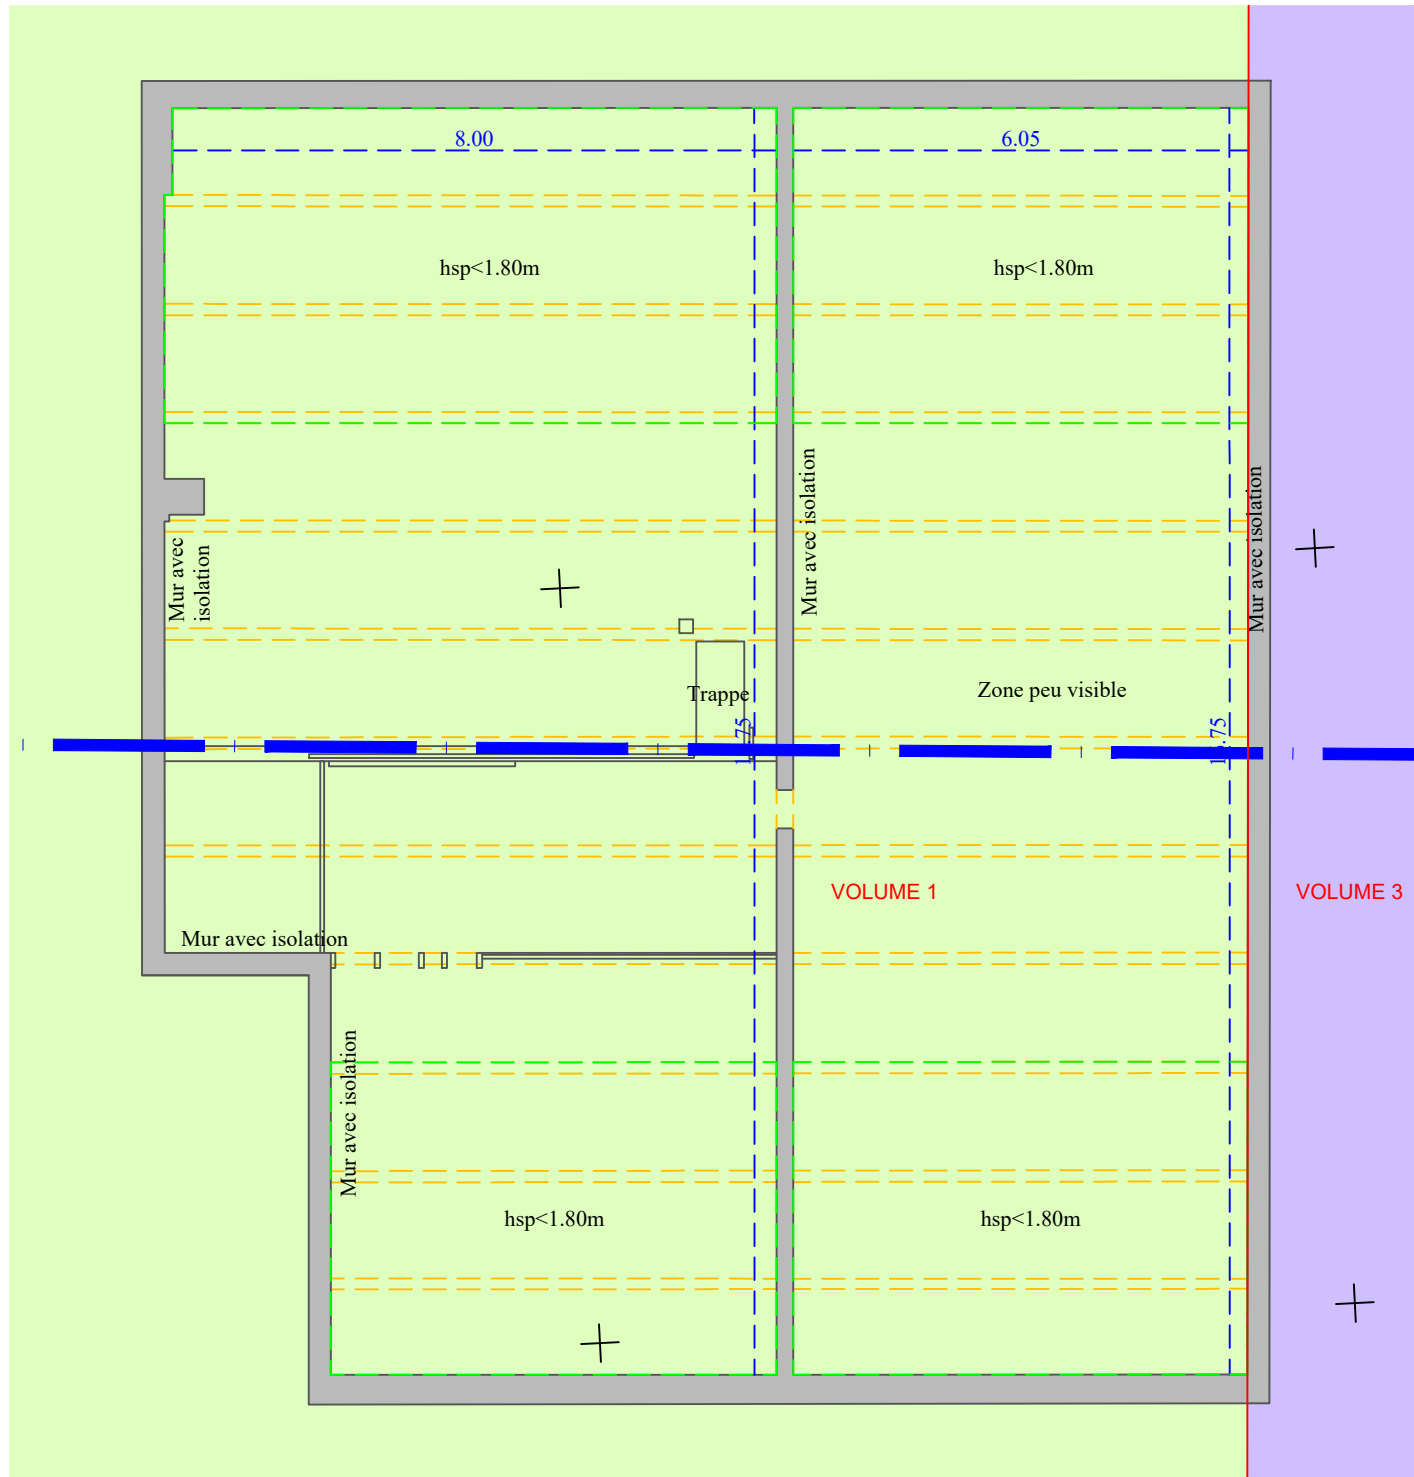 8.00
6.05
hsp<1.80m
hsp<1.80m
Mur avec
isolation
Mur avec isolation
Mur avec isolation
Trappe
Zone peu visible
VOLUME 1
VOLUME 3
Mur avec isolation
Mur avec isolation
hsp<1.80m
hsp<1.80m